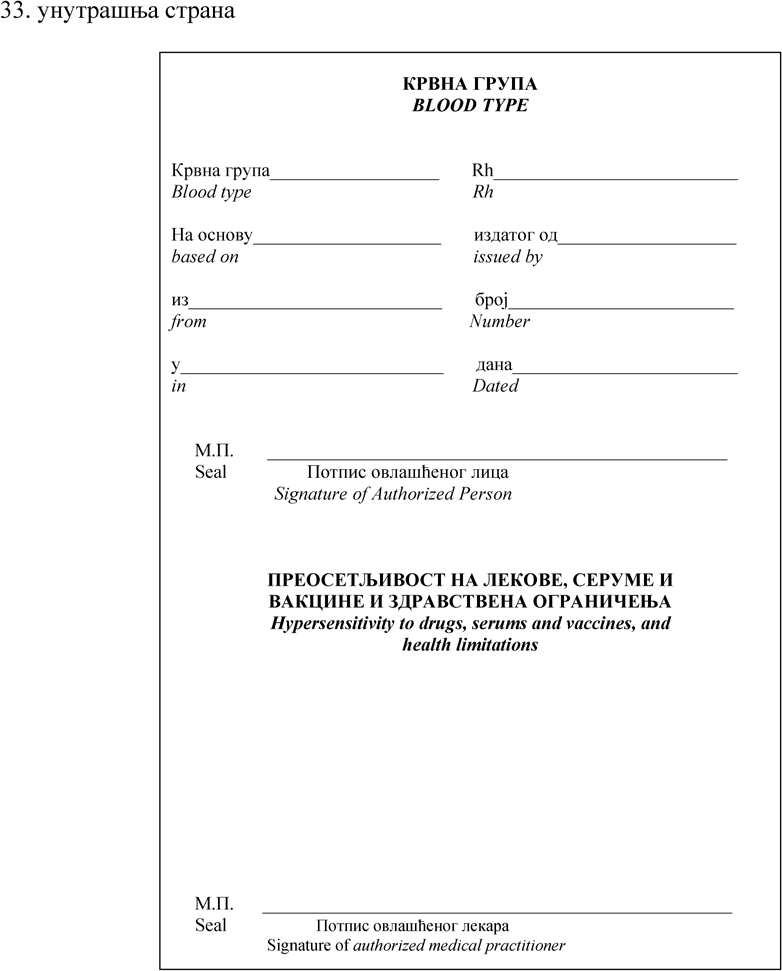 33. унутрашња страна
КРВНА ГРУПА
BLOOD TYPE
Крвна група__________________ Rh__________________________
Blood type Rh
На основу____________________ издатог од___________________
based on issued by
из___________________________ број________________________
from Number
у____________________________ дана________________________
in Dated
М.П. ________________________________________________
Seal Потпис овлашћеног лица
Signature of Authorized Person
ПРЕОСЕТЉИВОСТ НА ЛЕКОВЕ, СЕРУМЕ И
ВАКЦИНЕ И ЗДРАВСТВЕНА ОГРАНИЧЕЊА
Hypersensitivity to drugs, serums and vaccines, and
health limitations
М.П. ________________________________________________
Seal Потпис овлашћеног лекара
Signature of authorized medical practitioner